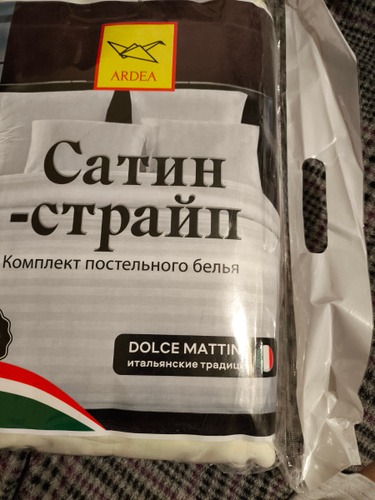 ARDEA
Сатин
-страйп
Комплект постельного белья
DOLCE MATTIN
итальянские традиц